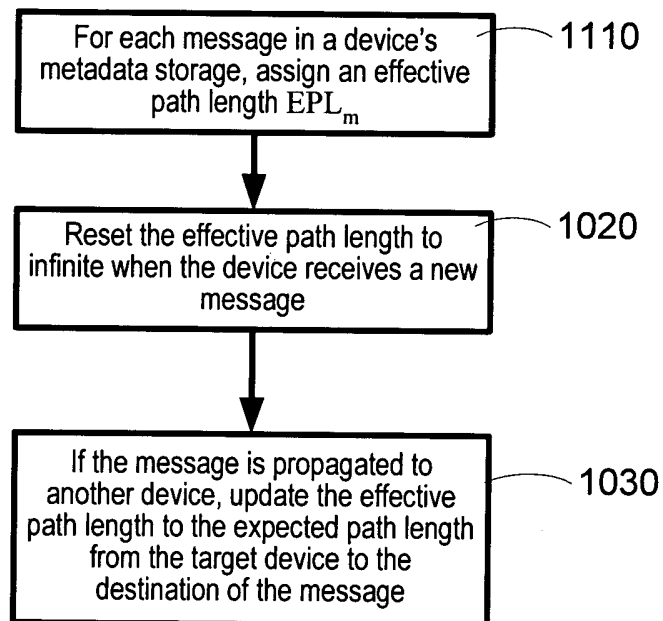 For each message in a device's
metadata storage, assign an effective
path length EPLm
1110
Reset the effective path length to
infinite when the device receives a new
message
1020
If the message is propagated to
another device, update the effective
path length to the expected path length
from the target device to the
destination of the message
1030